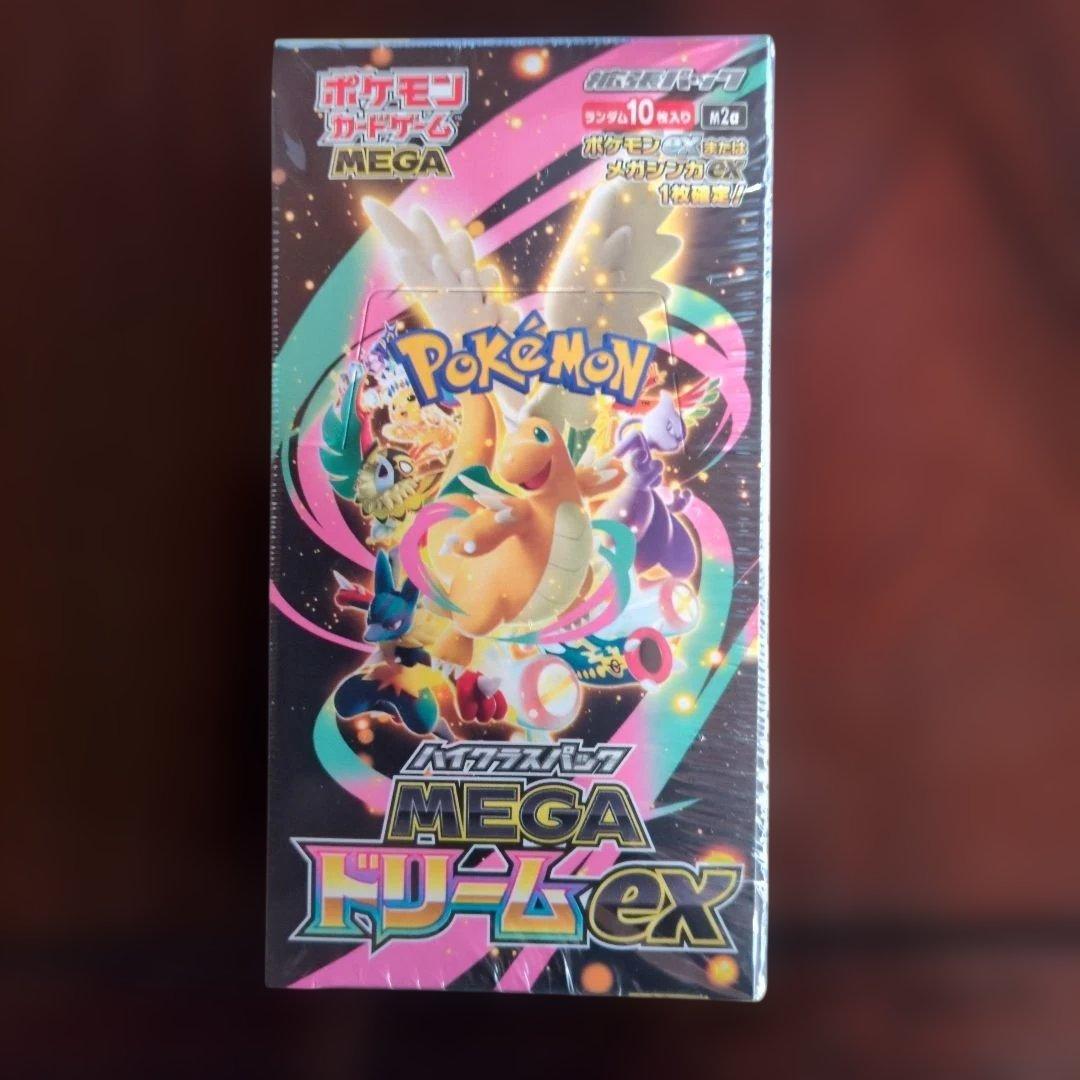 ポケモン
カードゲーム
MEGA
拡張パック
ランダム10枚入り M2a
ポケモンexまたは
メガシンカex
1枚確定!
POKéMON
ハイクラスパック
MEGA
ドリームex